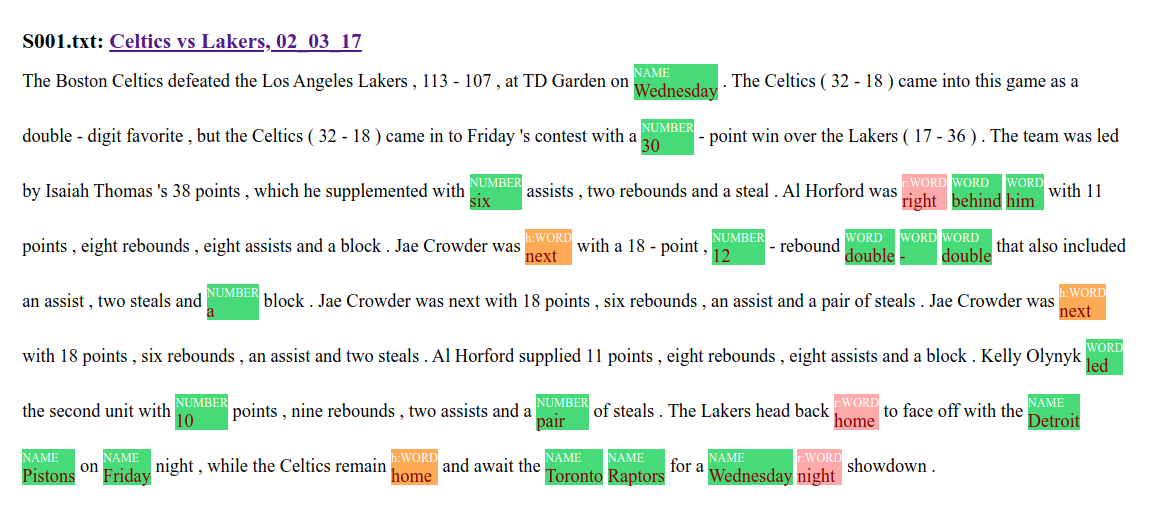 S001.txt: Celtics vs Lakers, 02_03_17
The Boston Celtics defeated the Los Angeles Lakers , 113 - 107 , at TD Garden on NAME Wednesday . The Celtics ( 32 - 18 ) came into this game as a
double - digit favorite , but the Celtics ( 32 - 18 ) came in to Friday 's contest with a NUMBER 30 - point win over the Lakers ( 17 - 36 ) . The team was led
by Isaiah Thomas 's 38 points , which he supplemented with NUMBER six assists , two rebounds and a steal . Al Horford was r:WORD right WORD behind WORD him with 11
points , eight rebounds , eight assists and a block . Jae Crowder was h:WORD next with a 18 - point , NUMBER 12 - rebound WORD double WORD - WORD double that also included
an assist , two steals and NUMBER a block . Jae Crowder was next with 18 points , six rebounds , an assist and a pair of steals . Jae Crowder was h:WORD next
with 18 points , six rebounds , an assist and two steals . Al Horford supplied 11 points , eight rebounds , eight assists and a block . Kelly Olynyk WORD led
the second unit with NUMBER 10 points , nine rebounds , two assists and a NUMBER pair of steals . The Lakers head back r:WORD home to face off with the NAME Detroit
NAME Pistons on NAME Friday night , while the Celtics remain h:WORD home and await the NAME Toronto NAME Raptors for a NAME Wednesday r:WORD night showdown .